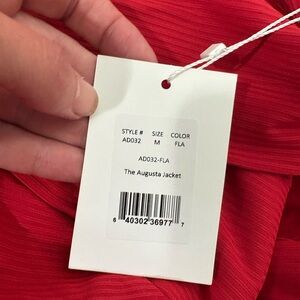 STYLE # SIZE COLOR
AD032 M FLA
AD032-FLA
The Augusta Jacket
6 40302 36977 7